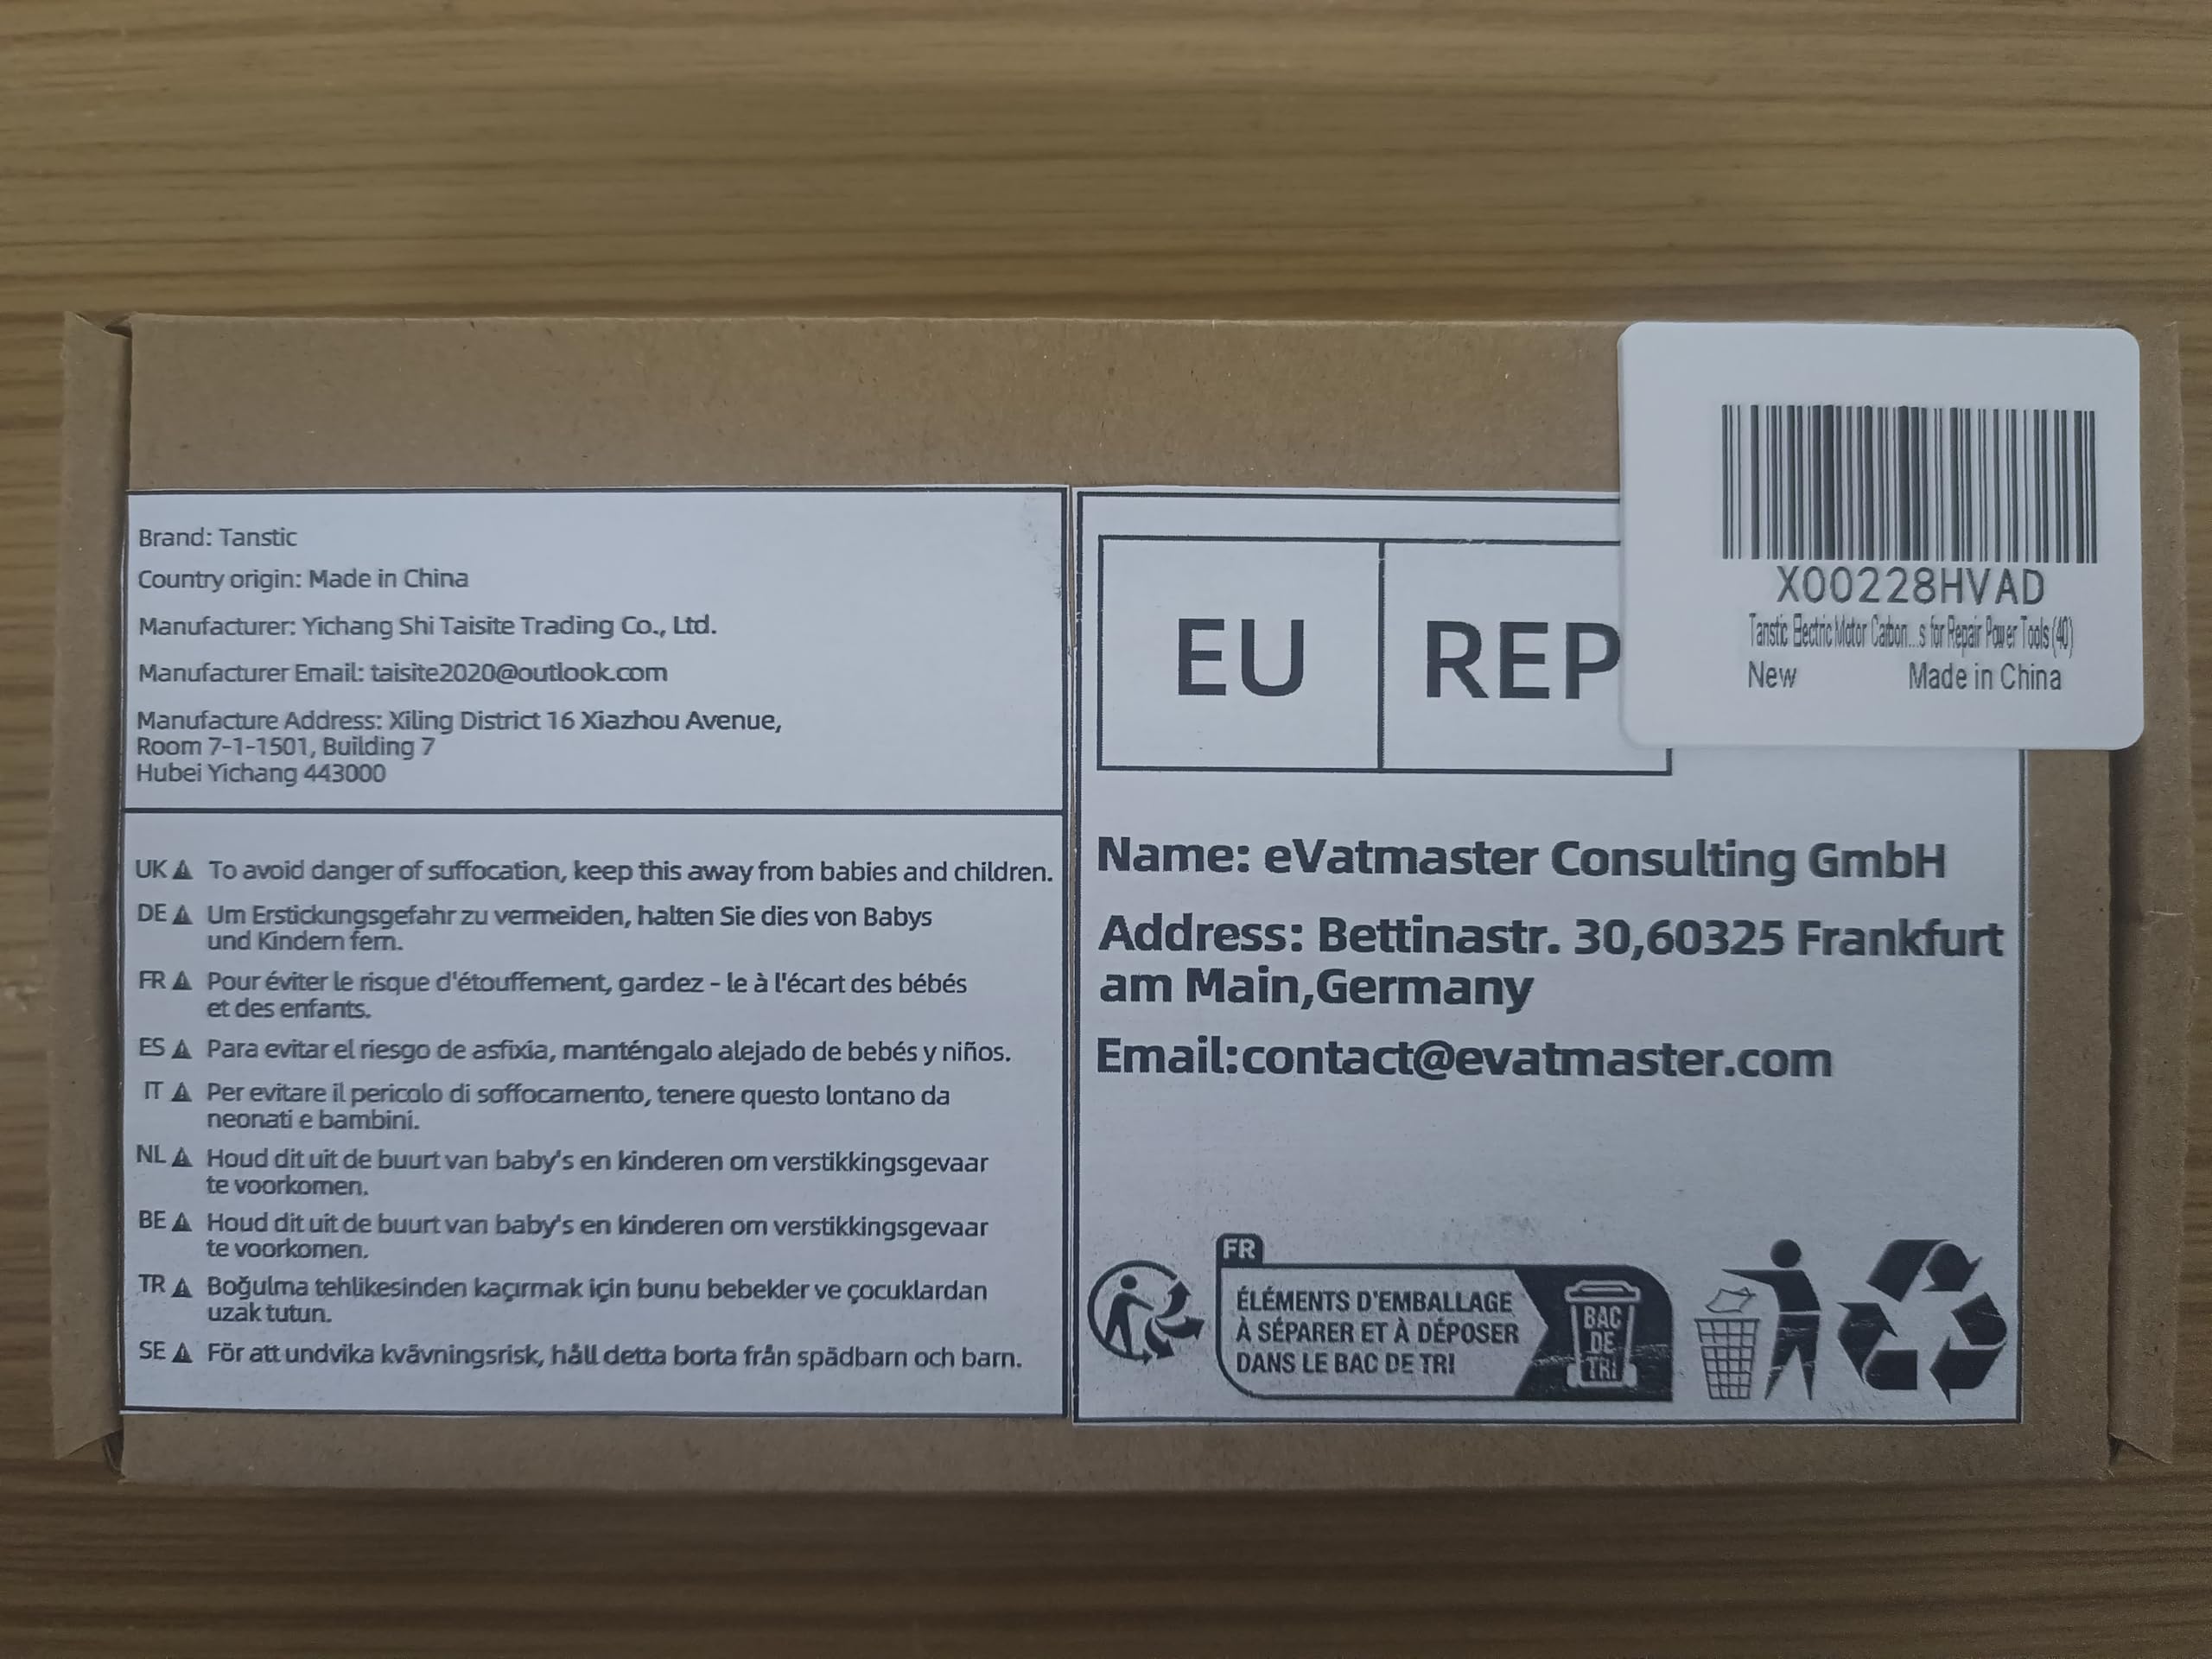 Brand: Tanstic
Country origin: Made in China
Manufacturer: Yichang Shi Taisite Trading Co., Ltd.
Manufacturer Email: taisite2020@outlook.com
Manufacture Address: Xiling District 16 Xiazhou Avenue,
Room 7-1-1501, Building 7
Hubei Yichang 443000
UK ⚠ To avoid danger of suffocation, keep this away from babies and children.
DE ⚠ Um Erstickungsgefahr zu vermeiden, halten Sie dies von Babys
und Kindern fern.
FR ⚠ Pour éviter le risque d'étouffement, gardez - le à l'écart des bébés
et des enfants.
ES ⚠ Para evitar el riesgo de asfixia, manténgalo alejado de bebés y niños.
IT ⚠ Per evitare il pericolo di soffocamento, tenere questo lontano da
neonati e bambini.
NL ⚠ Houd dit uit de buurt van baby's en kinderen om verstikkingsgevaar
te voorkomen.
BE ⚠ Houd dit uit de buurt van baby's en kinderen om verstikkingsgevaar
te voorkomen.
TR ⚠ Boğulma tehlikesinden kaçırmak için bunu bebekler ve çocuklardan
uzak tutun.
SE ⚠ För att undvika kvävningsrisk, håll detta borta från spädbarn och barn.
EU REP
X00228HVAD
Tanstic Electric Motor Carbon...s for Repair Power Tools (40)
New Made in China
Name: eVatmaster Consulting GmbH
Address: Bettinastr. 30,60325 Frankfurt
am Main,Germany
Email:contact@evatmaster.com
FR
ÉLÉMENTS D'EMBALLAGE
À SÉPARER ET À DÉPOSER
DANS LE BAC DE TRI
BAC
DE
TRI